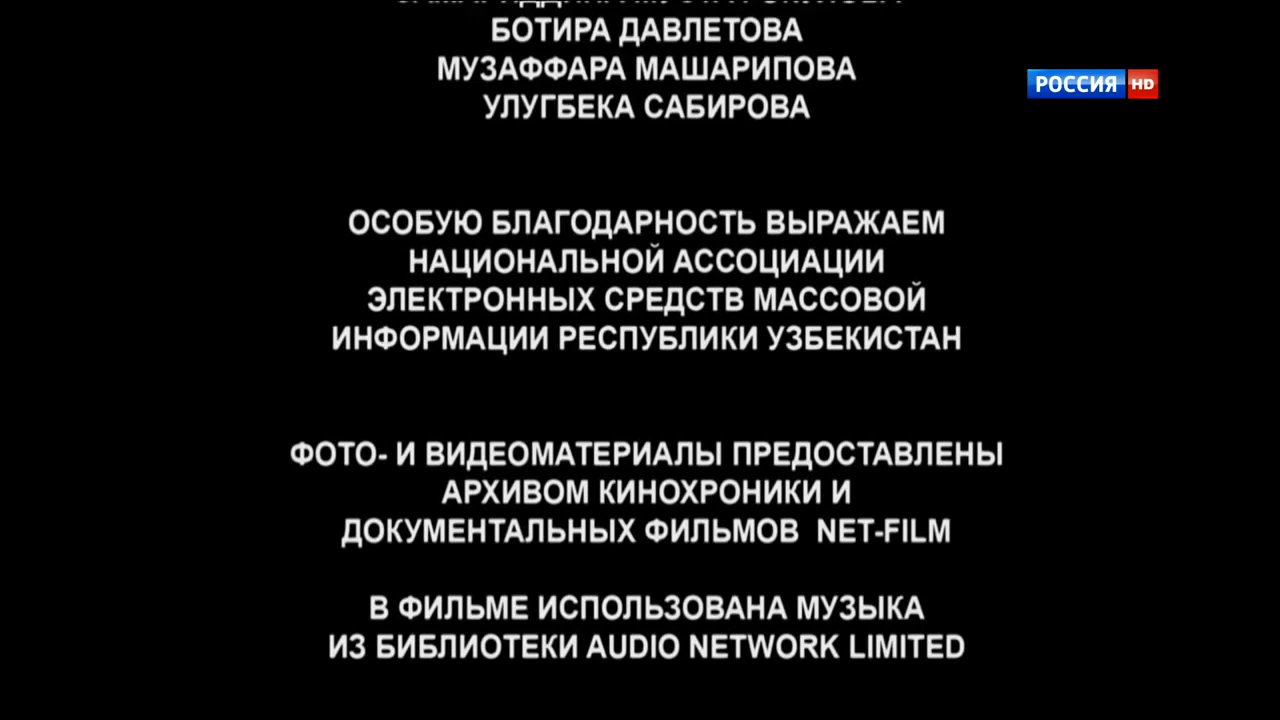 БОТИРА ДАВЛЕТОВА
МУЗАФФАРА МАШАРИПОВА
УЛУГБЕКА САБИРОВА
РОССИЯ HD
ОСОБУЮ БЛАГОДАРНОСТЬ ВЫРАЖАЕМ
НАЦИОНАЛЬНОЙ АССОЦИАЦИИ
ЭЛЕКТРОННЫХ СРЕДСТВ МАССОВОЙ
ИНФОРМАЦИИ РЕСПУБЛИКИ УЗБЕКИСТАН
ФОТО- И ВИДЕОМАТЕРИАЛЫ ПРЕДОСТАВЛЕНЫ
АРХИВОМ КИНОХРОНИКИ И
ДОКУМЕНТАЛЬНЫХ ФИЛЬМОВ NET-FILM
В ФИЛЬМЕ ИСПОЛЬЗОВАНА МУЗЫКА
ИЗ БИБЛИОТЕКИ AUDIO NETWORK LIMITED